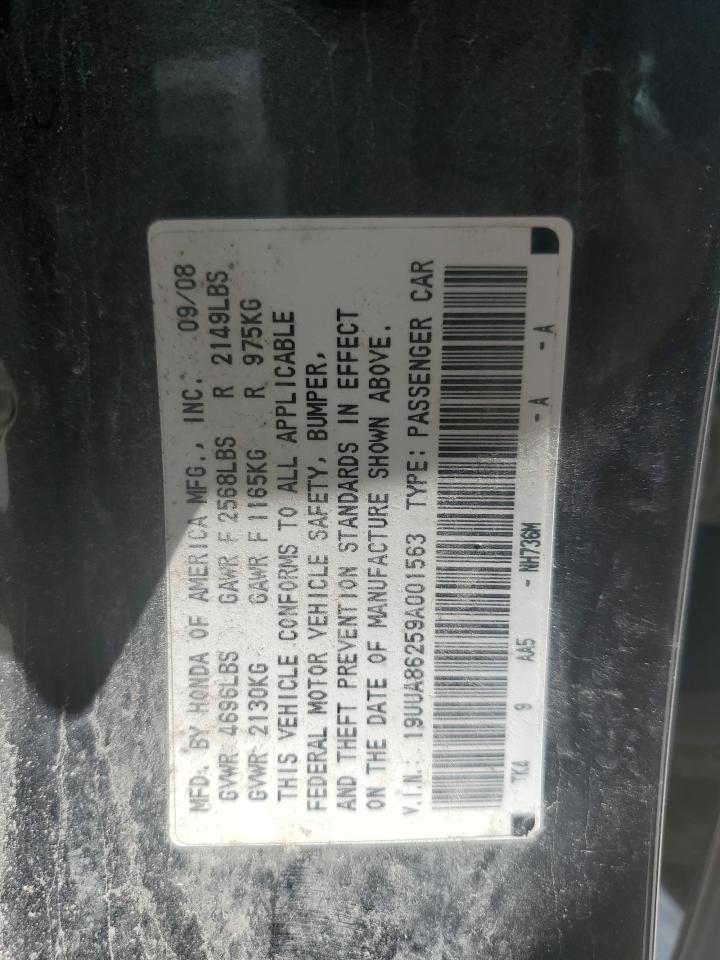 MFD. BY HONDA OF AMERICA MFG., INC. 09/08
GVWR 4696LBS GAWR F 2568LBS R 2149LBS
GVWR 2130KG GAWR F 1165KG R 975KG
THIS VEHICLE CONFORMS TO ALL APPLICABLE
FEDERAL MOTOR VEHICLE SAFETY, BUMPER,
AND THEFT PREVENTION STANDARDS IN EFFECT
ON THE DATE OF MANUFACTURE SHOWN ABOVE.
V.I.N.: 19UUA86259A001563 TYPE: PASSENGER CAR
TK4 9 AA5 - NH736M - A - A